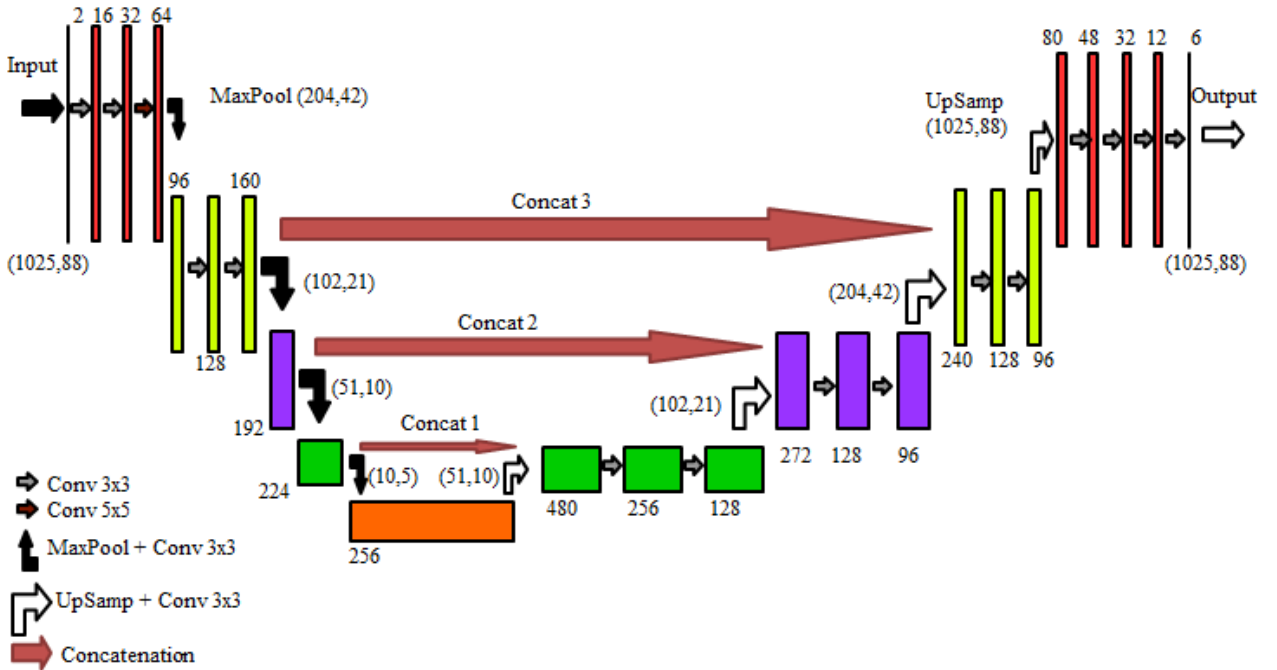 2 16 32 64
Input
MaxPool (204,42)
(1025,88)
96 160
128
(102,21)
192
(51,10)
224
(10,5)
256
Concat 3
Concat 2
Concat 1
(51,10)
480 256 128
(102,21)
272 128 96
(204,42)
240 128 96
UpSamp
(1025,88)
80 48 32 12 6
Output
(1025,88)
Conv 3x3
Conv 5x5
MaxPool + Conv 3x3
UpSamp + Conv 3x3
Concatenation